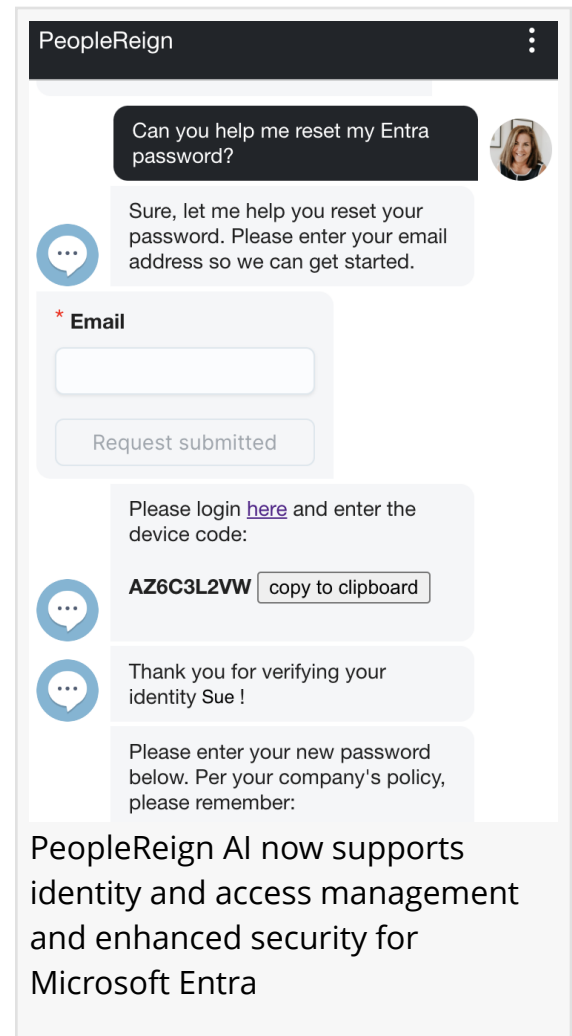 PeopleReign
Can you help me reset my Entra
password?
Sure, let me help you reset your
password. Please enter your email
address so we can get started.
* Email
Request submitted
Please login here and enter the
device code:
AZ6C3L2VW copy to clipboard
Thank you for verifying your
identity Sue !
Please enter your new password
below. Per your company's policy,
please remember:
PeopleReign AI now supports
identity and access management
and enhanced security for
Microsoft Entra